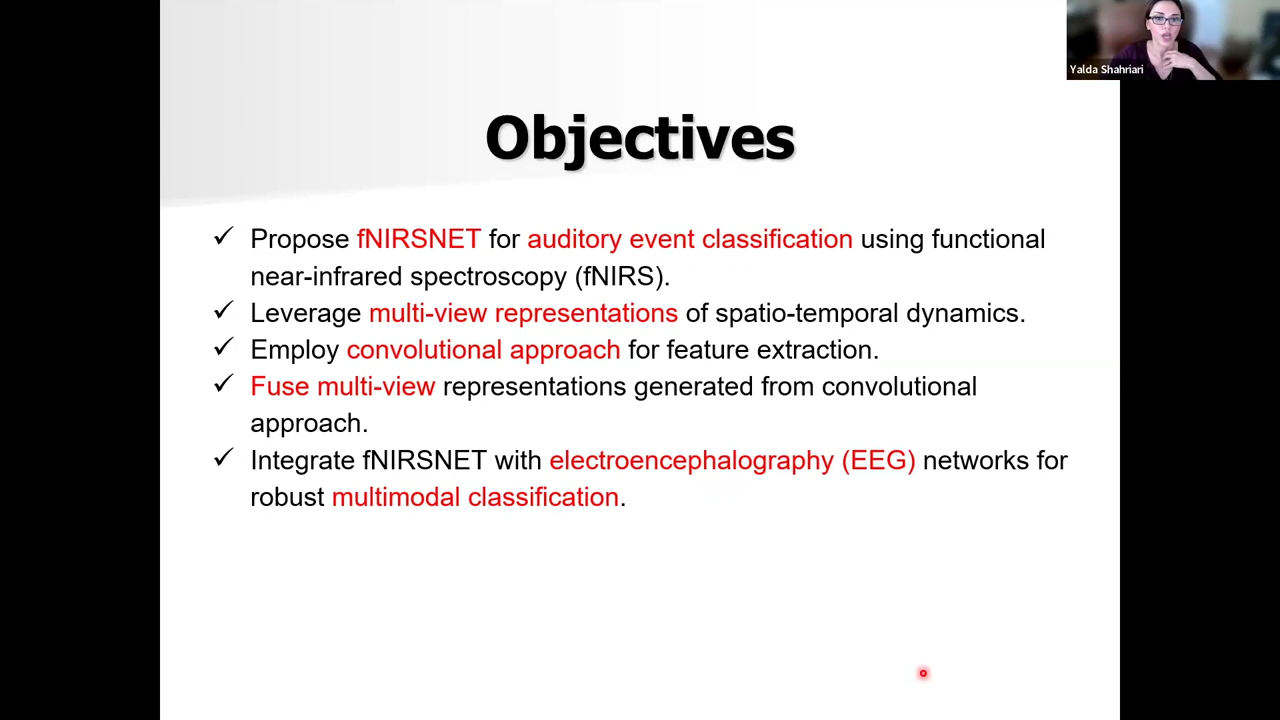 Yalda Shahriari
Objectives
✓ Propose fNIRSNET for auditory event classification using functional
near-infrared spectroscopy (fNIRS).
✓ Leverage multi-view representations of spatio-temporal dynamics.
✓ Employ convolutional approach for feature extraction.
✓ Fuse multi-view representations generated from convolutional
approach.
✓ Integrate fNIRSNET with electroencephalography (EEG) networks for
robust multimodal classification.